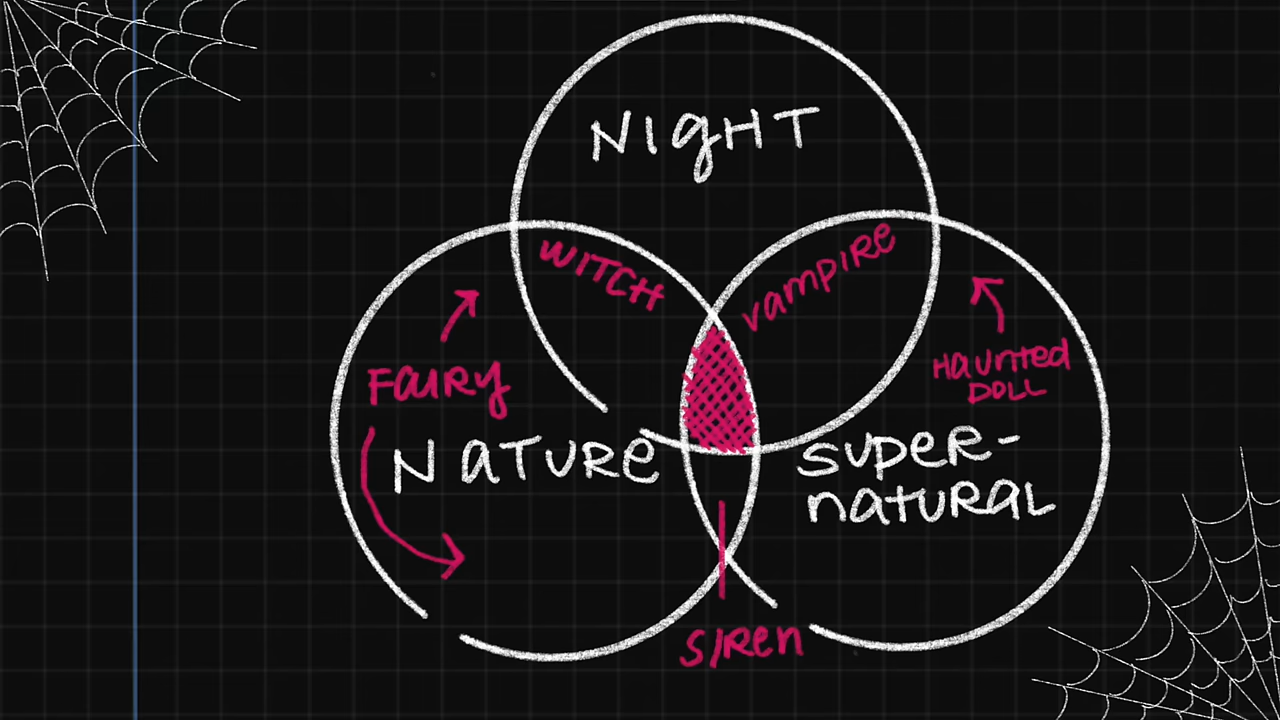 NIgHT
WITCH
vampIRE
FaIRy
HaunteD
DOLL
NaTURe
SUPeR-
naTURaL
SIRen